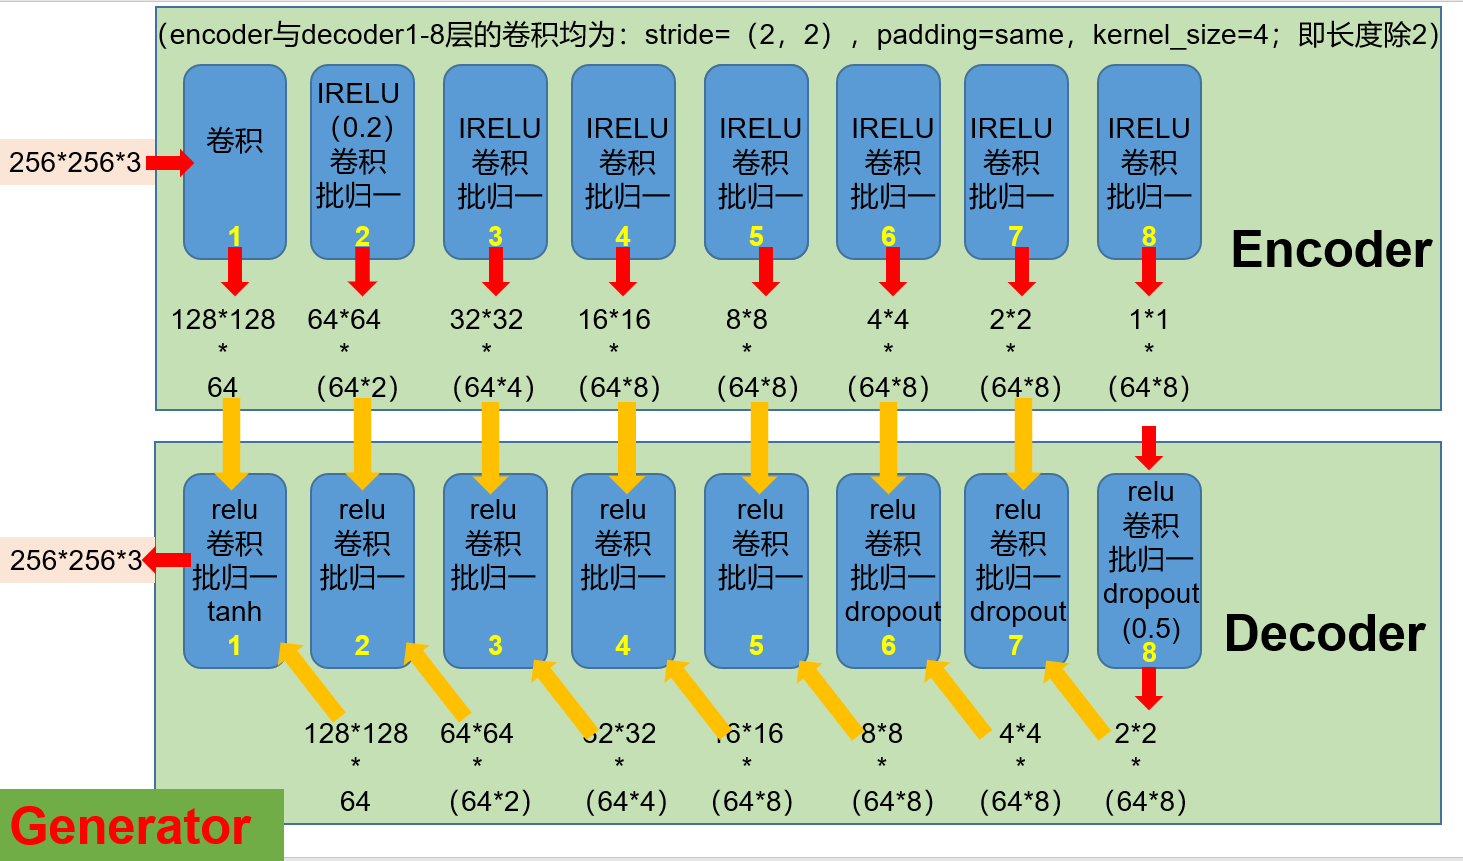 (encoder与decoder1-8层的卷积均为：stride=（2，2），padding=same，kernel_size=4；即长度除2)
256*256*3
卷积
1
IRELU
（0.2）
卷积
批归一
2
IRELU
卷积
批归一
3
IRELU
卷积
批归一
4
IRELU
卷积
批归一
5
IRELU
卷积
批归一
6
IRELU
卷积
批归一
7
IRELU
卷积
批归一
8
Encoder
128*128
*
64
64*64
*
（64*2）
32*32
*
（64*4）
16*16
*
（64*8）
8*8
*
（64*8）
4*4
*
（64*8）
2*2
*
（64*8）
1*1
*
（64*8）
256*256*3
relu
卷积
批归一
tanh
1
relu
卷积
批归一
2
relu
卷积
批归一
3
relu
卷积
批归一
4
relu
卷积
批归一
5
relu
卷积
批归一
dropout
6
relu
卷积
批归一
dropout
7
relu
卷积
批归一
dropout
(0.5)
8
Decoder
128*128
*
64
64*64
*
（64*2）
32*32
*
（64*4）
16*16
*
（64*8）
8*8
*
（64*8）
4*4
*
（64*8）
2*2
*
（64*8）
Generator